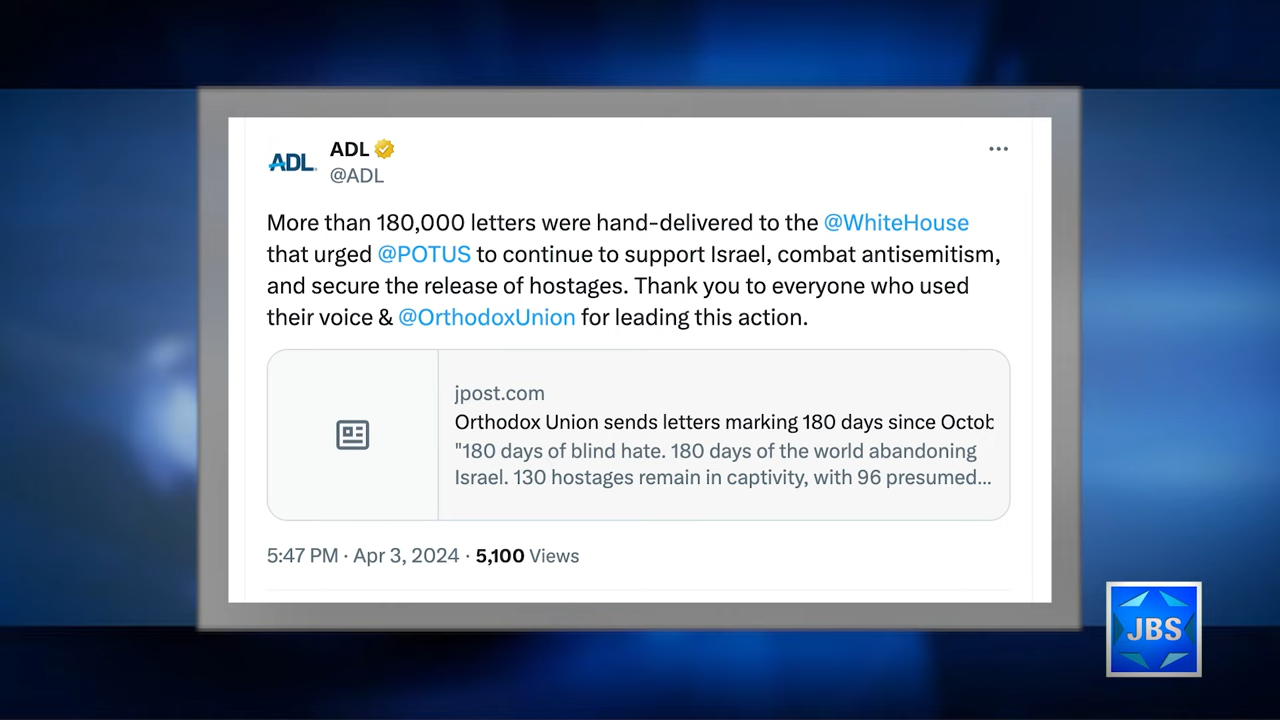 ADL
ADL
@ADL
More than 180,000 letters were hand-delivered to the @WhiteHouse
that urged @POTUS to continue to support Israel, combat antisemitism,
and secure the release of hostages. Thank you to everyone who used
their voice & @OrthodoxUnion for leading this action.
jpost.com
Orthodox Union sends letters marking 180 days since Octob
"180 days of blind hate. 180 days of the world abandoning
Israel. 130 hostages remain in captivity, with 96 presumed...
5:47 PM · Apr 3, 2024 · 5,100 Views
JBS